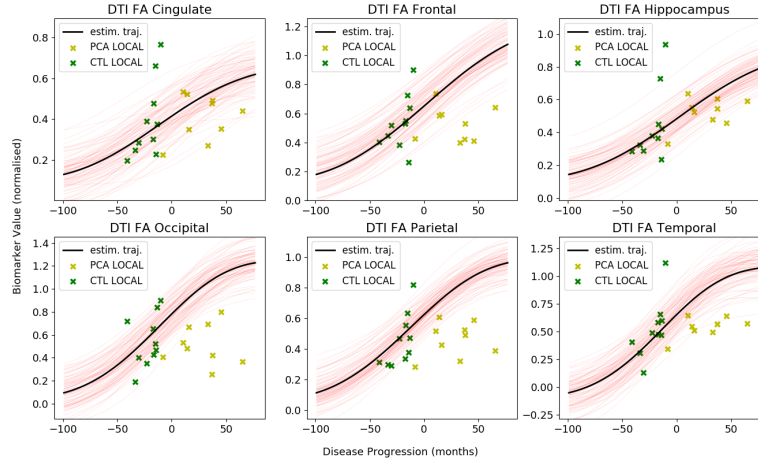 DTI FA Cingulate
estim. traj.
PCA LOCAL
CTL LOCAL
0.8
0.6
0.4
0.2
−100
−50
0
50
DTI FA Frontal
estim. traj.
PCA LOCAL
CTL LOCAL
1.2
1.0
0.8
0.6
0.4
0.2
0.0
−100
−50
0
50
DTI FA Hippocampus
estim. traj.
PCA LOCAL
CTL LOCAL
1.0
0.8
0.6
0.4
0.2
0.0
−100
−50
0
50
Biomarker Value (normalised)
DTI FA Occipital
estim. traj.
PCA LOCAL
CTL LOCAL
1.4
1.2
1.0
0.8
0.6
0.4
0.2
0.0
−100
−50
0
50
DTI FA Parietal
estim. traj.
PCA LOCAL
CTL LOCAL
1.0
0.8
0.6
0.4
0.2
0.0
−100
−50
0
50
DTI FA Temporal
estim. traj.
PCA LOCAL
CTL LOCAL
1.25
1.00
0.75
0.50
0.25
0.00
−0.25
−100
−50
0
50
Disease Progression (months)